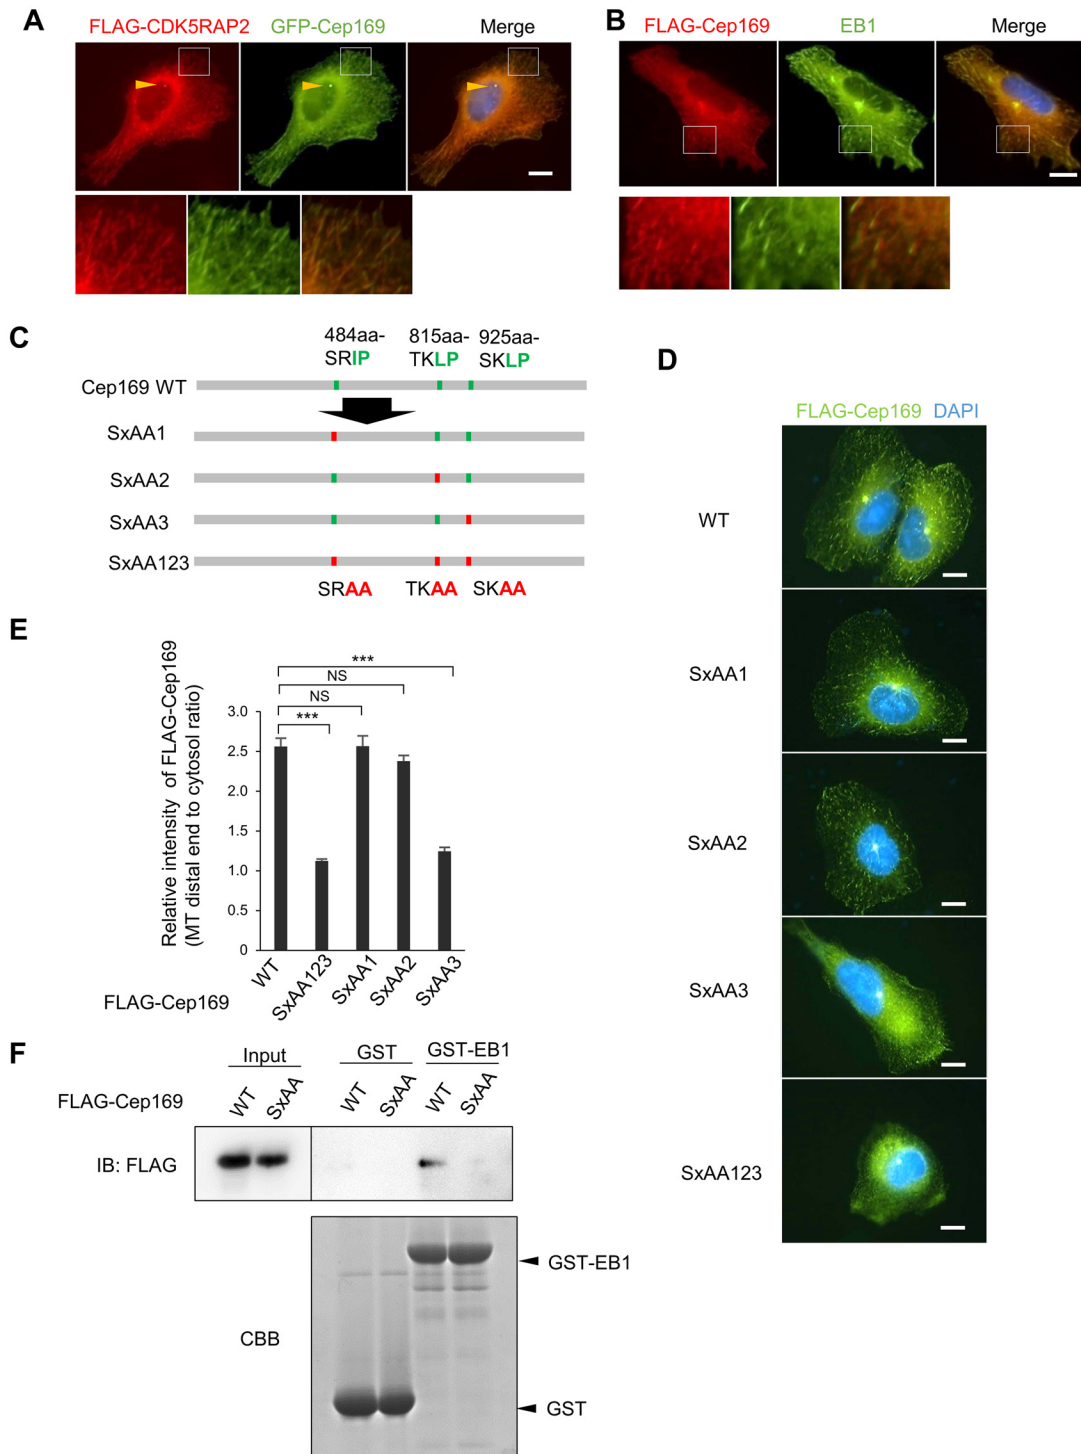 A
FLAG-CDK5RAP2 GFP-Cep169 Merge
B
FLAG-Cep169 EB1 Merge
C
484aa- 815aa- 925aa-
SRIP TKLP SKLP
Cep169 WT
SxAA1
SxAA2
SxAA3
SxAA123
SRAA TKAA SKAA
D
FLAG-Cep169 DAPI
WT
SxAA1
SxAA2
SxAA3
SxAA123
E
Relative intensity of FLAG-Cep169
(MT distal end to cytosol ratio)
***
NS
NS
***
3.0
2.5
2.0
1.5
1.0
0.5
0
WT SxAA123 SxAA1 SxAA2 SxAA3
FLAG-Cep169
F
Input GST GST-EB1
FLAG-Cep169 WT SxAA WT SxAA WT SxAA
IB: FLAG
GST-EB1
CBB
GST